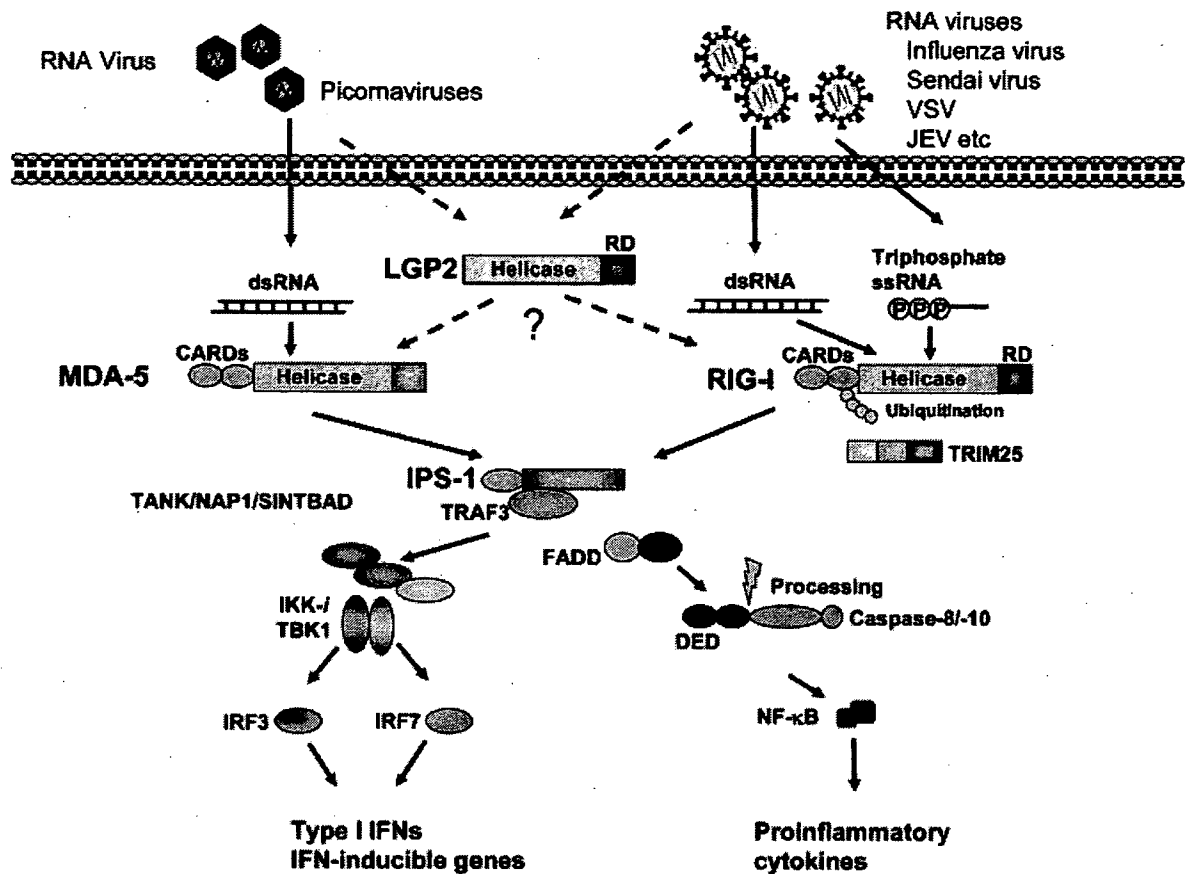 RNA Virus
Picornaviruses
RNA viruses
Influenza virus
Sendai virus
VSV
JEV etc
RD
LGP2
Helicase
dsRNA
?
dsRNA
Triphosphate
ssRNA
PPP
CARDs
MDA-5
Helicase
CARDs
RD
RIG-I
Helicase
Ubiquitination
TRIM25
IPS-1
TANK/NAP1/SINTBAD
TRAF3
FADD
Processing
IKK-i
TBK1
Caspase-8/-10
DED
IRF3
IRF7
NF-κB
Type I IFNs
IFN-inducible genes
Proinflammatory
cytokines